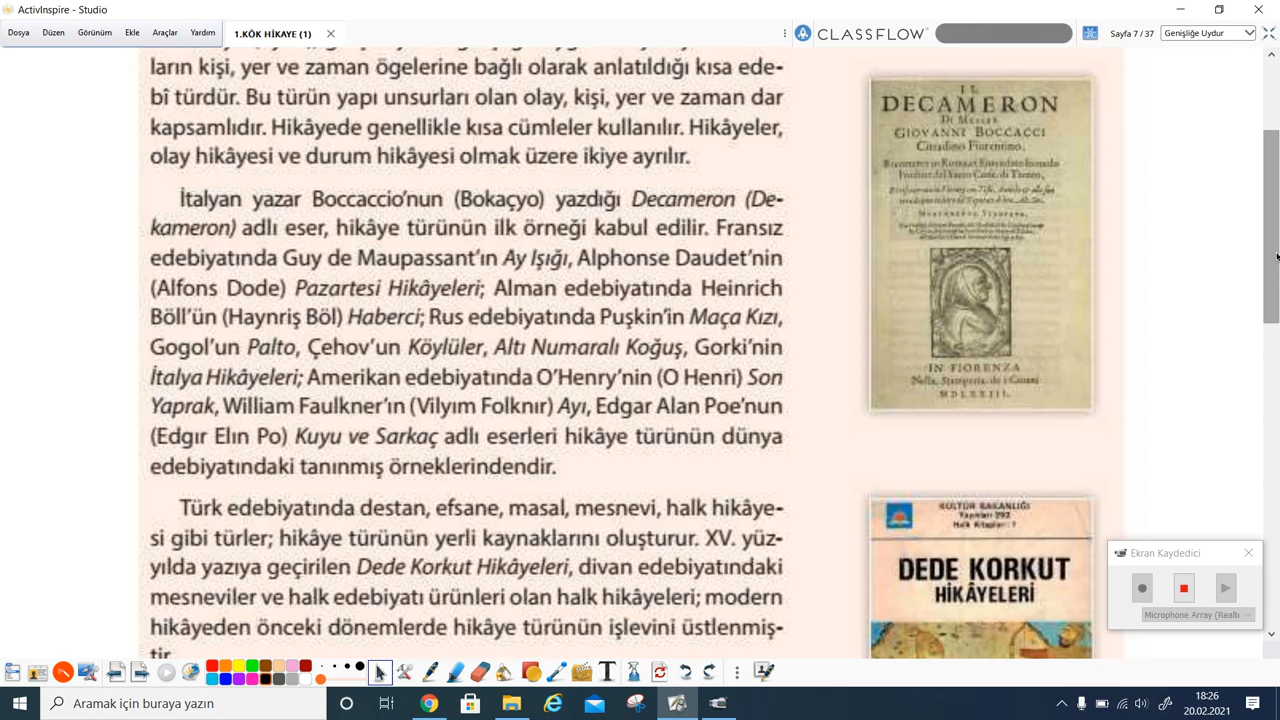 ActivInspire - Studio
Dosya Düzen Görünüm Ekle Araçlar Yardım
1.KÖK HİKAYE (1)
CLASSFLOW
Sayfa 7 / 37
Genişliğe Uydur
ların kişi, yer ve zaman ögelerine bağlı olarak anlatıldığı kısa ede-
bî türdür. Bu türün yapı unsurları olan olay, kişi, yer ve zaman dar
kapsamlıdır. Hikâyede genellikle kısa cümleler kullanılır. Hikâyeler,
olay hikâyesi ve durum hikâyesi olmak üzere ikiye ayrılır.
İtalyan yazar Boccaccio’nun (Bokaçyo) yazdığı Decameron (De-
kameron) adlı eser, hikâye türünün ilk örneği kabul edilir. Fransız
edebiyatında Guy de Maupassant’ın Ay Işığı, Alphonse Daudet’nin
(Alfons Dode) Pazartesi Hikâyeleri; Alman edebiyatında Heinrich
Böll’ün (Haynriş Böl) Haberci; Rus edebiyatında Puşkin’in Maça Kızı,
Gogol’un Palto, Çehov’un Köylüler, Altı Numaralı Koğuş, Gorki’nin
İtalya Hikâyeleri; Amerikan edebiyatında O’Henry’nin (O Henri) Son
Yaprak, William Faulkner’ın (Vilyım Folknır) Ayı, Edgar Alan Poe’nun
(Edgır Elın Po) Kuyu ve Sarkaç adlı eserleri hikâye türünün dünya
edebiyatındaki tanınmış örneklerindendir.
Türk edebiyatında destan, efsane, masal, mesnevi, halk hikâye-
si gibi türler; hikâye türünün yerli kaynaklarını oluşturur. XV. yüz-
yılda yazıya geçirilen Dede Korkut Hikâyeleri, divan edebiyatındaki
mesneviler ve halk edebiyatı ürünleri olan halk hikâyeleri; modern
hikâyeden önceki dönemlerde hikâye türünün işlevini üstlenmiş-
tir.
IL
DECAMERON
DI MESSER
GIOVANNI BOCCACCI
Cittadino Fiorentino,
IN FIORENZA
MDLXXIII.
KÜLTÜR BAKANLIĞI
Yayınları 292
Halk Kitapları: 1
DEDE KORKUT
HİKÂYELERİ
Ekran Kaydedici
Microphone Array (Realte
Aramak için buraya yazın
18:26
20.02.2021